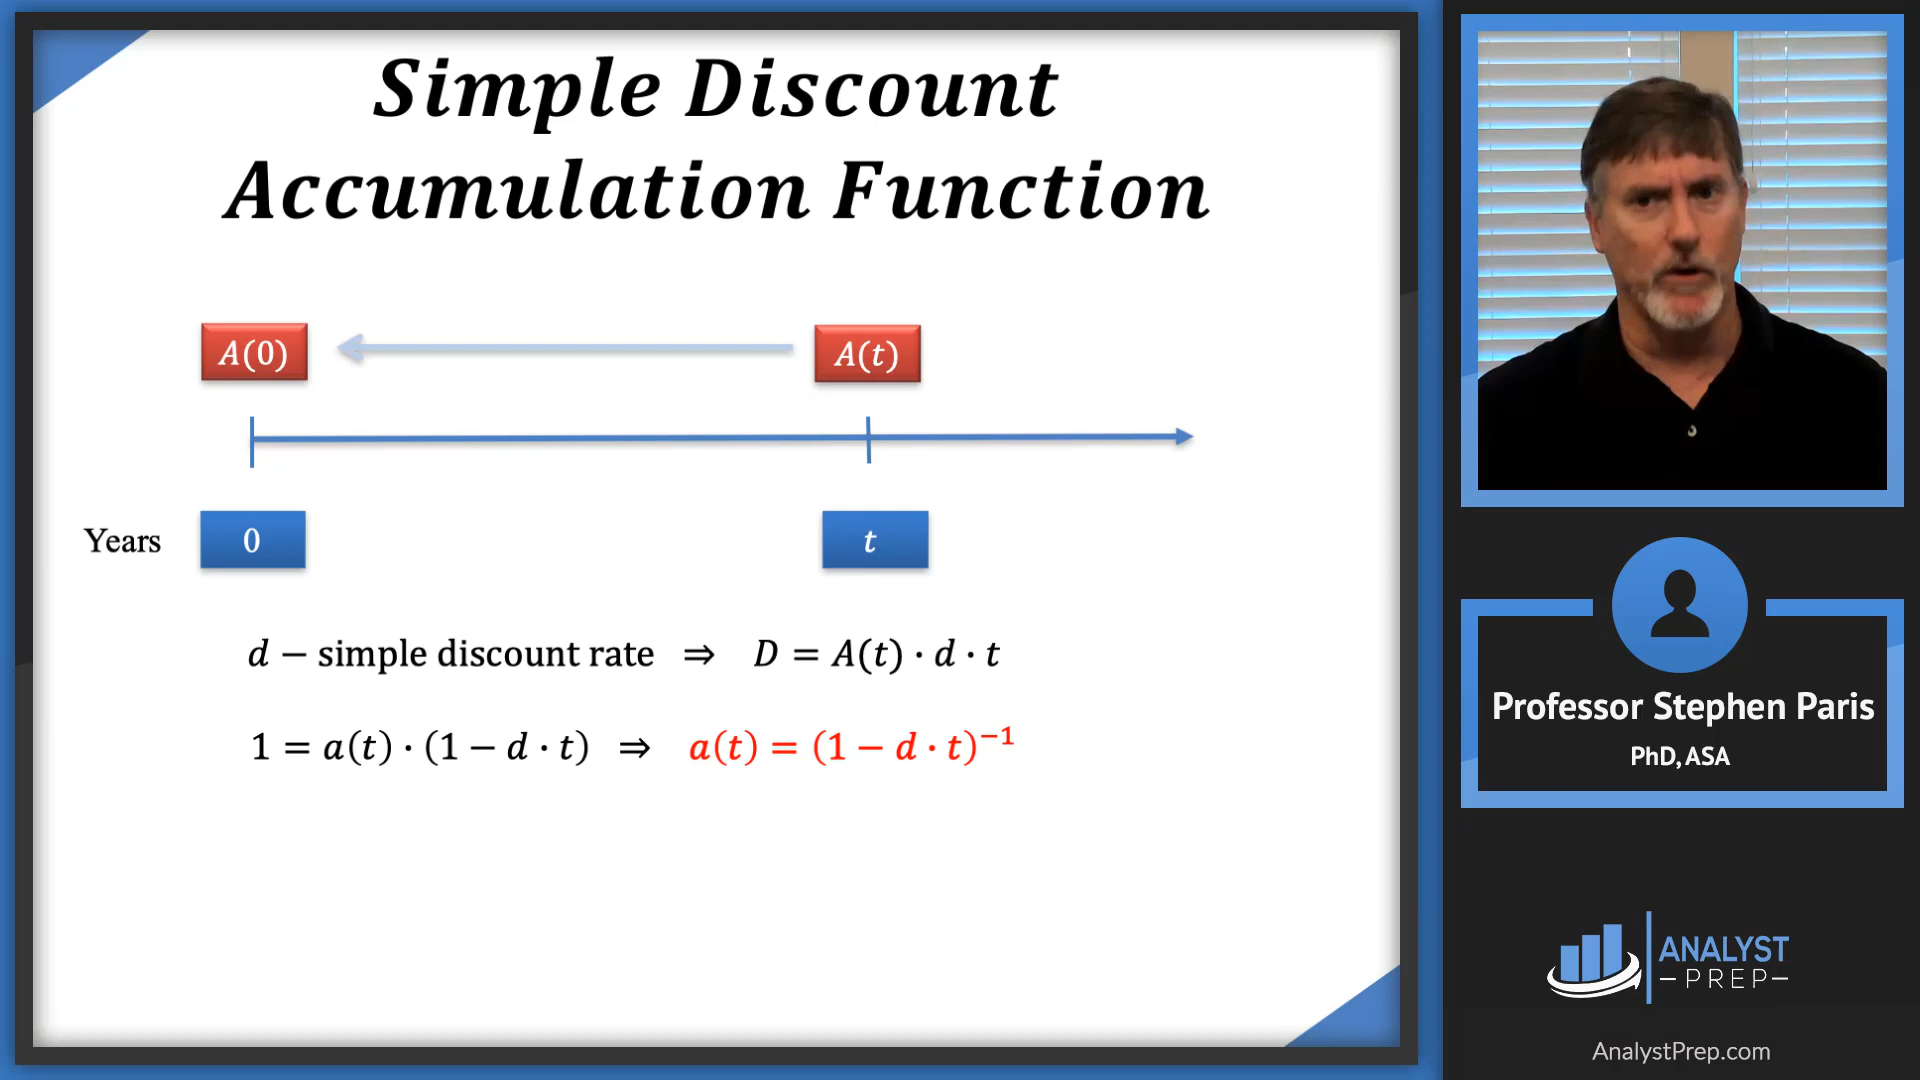 Simple Discount
Accumulation Function
A(0)
A(t)
Years
0
t
d − simple discount rate ⇒ D = A(t) · d · t
1 = a(t) · (1 − d · t) ⇒ a(t) = (1 − d · t)⁻¹
Professor Stephen Paris
PhD, ASA
ANALYST
PREP
AnalystPrep.com